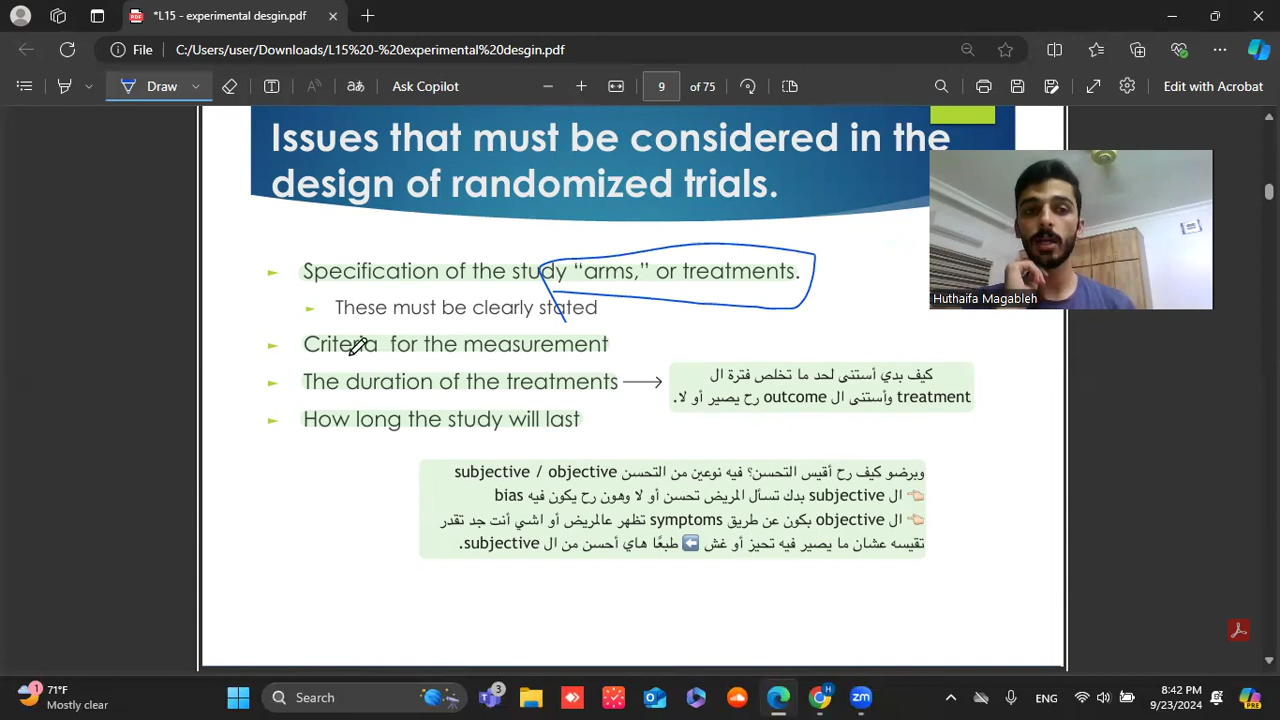 *L15 - experimental desgin.pdf
File
C:/Users/user/Downloads/L15%20-%20experimental%20desgin.pdf
Draw
Ask Copilot
9 of 75
Edit with Acrobat
Issues that must be considered in the
design of randomized trials.
Huthaifa Magableh
► Specification of the study “arms,” or treatments.
► These must be clearly stated
► Criteria for the measurement
► The duration of the treatments
كيف بدي أستنى لحد ما تخلص فترة ال
treatment وأستنى ال outcome رح يصير أو لا.
► How long the study will last
وبرضو كيف رح أقيس التحسن؟ فيه نوعين من التحسن subjective / objective
👈🏻 ال subjective بدك تسأل المريض تحسن أو لا وهون رح يكون فيه bias
👈🏻 ال objective بكون عن طريق symptoms تظهر عالمريض أو اشي أنت جد تقدر
تقيسه عشان ما يصير فيه تحيز أو غش ⬅️ طبعًا هاي أحسن من ال subjective.
1
71°F
Mostly clear
Search
3
H
zm
ENG
8:42 PM
9/23/2024
PRE